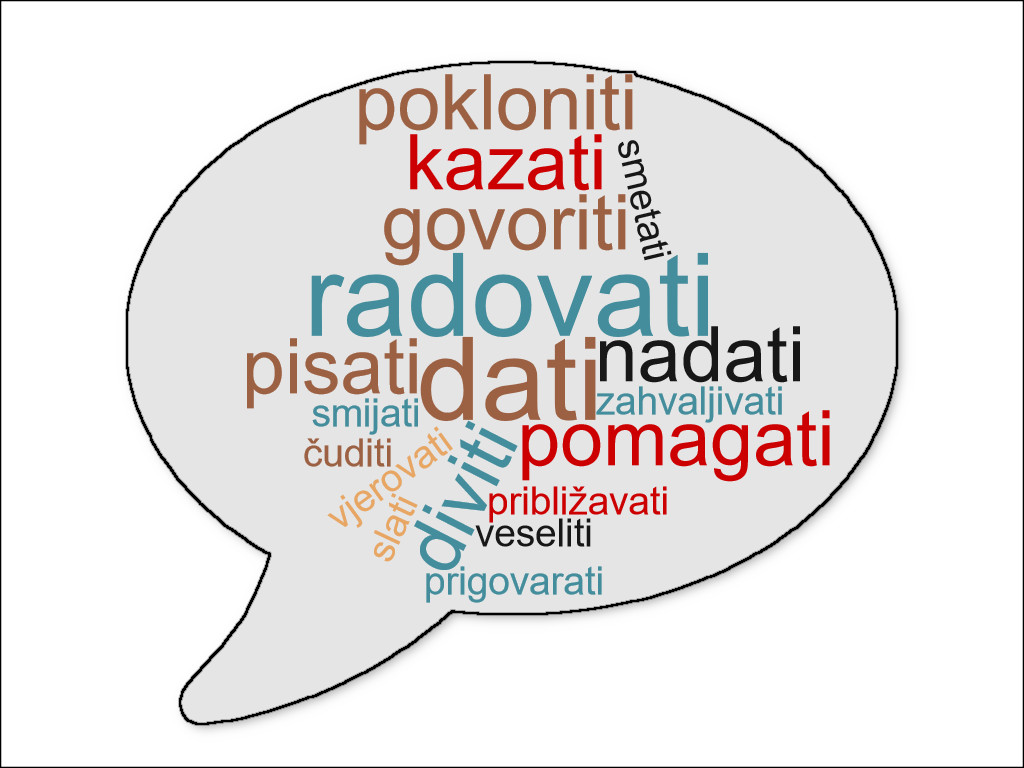 pokloniti
kazati
smetati
govoriti
radovati
nadati
pisati
dati
zahvaljivati
smijati
pomagati
čuditi
vjerovati
diviti
slati
približavati
veseliti
prigovarati